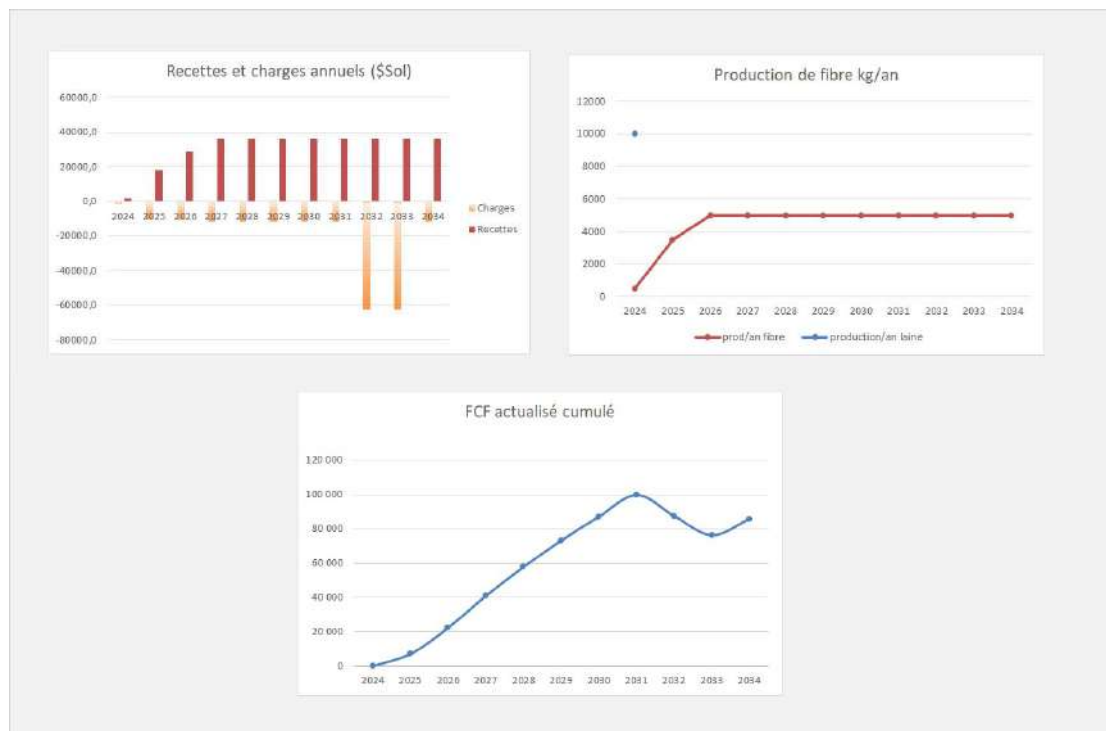 Recettes et charges annuels ($Sol)
60000,0
40000,0
20000,0
0,0
-20000,0
-40000,0
-60000,0
-80000,0
2024 2025 2026 2027 2028 2029 2030 2031 2032 2033 2034
Charges
Recettes
Production de fibre kg/an
12000
10000
8000
6000
4000
2000
0
2024 2025 2026 2027 2028 2029 2030 2031 2032 2033 2034
prod/an fibre production/an laine
FCF actualisé cumulé
120 000
100 000
80 000
60 000
40 000
20 000
0
2024 2025 2026 2027 2028 2029 2030 2031 2032 2033 2034